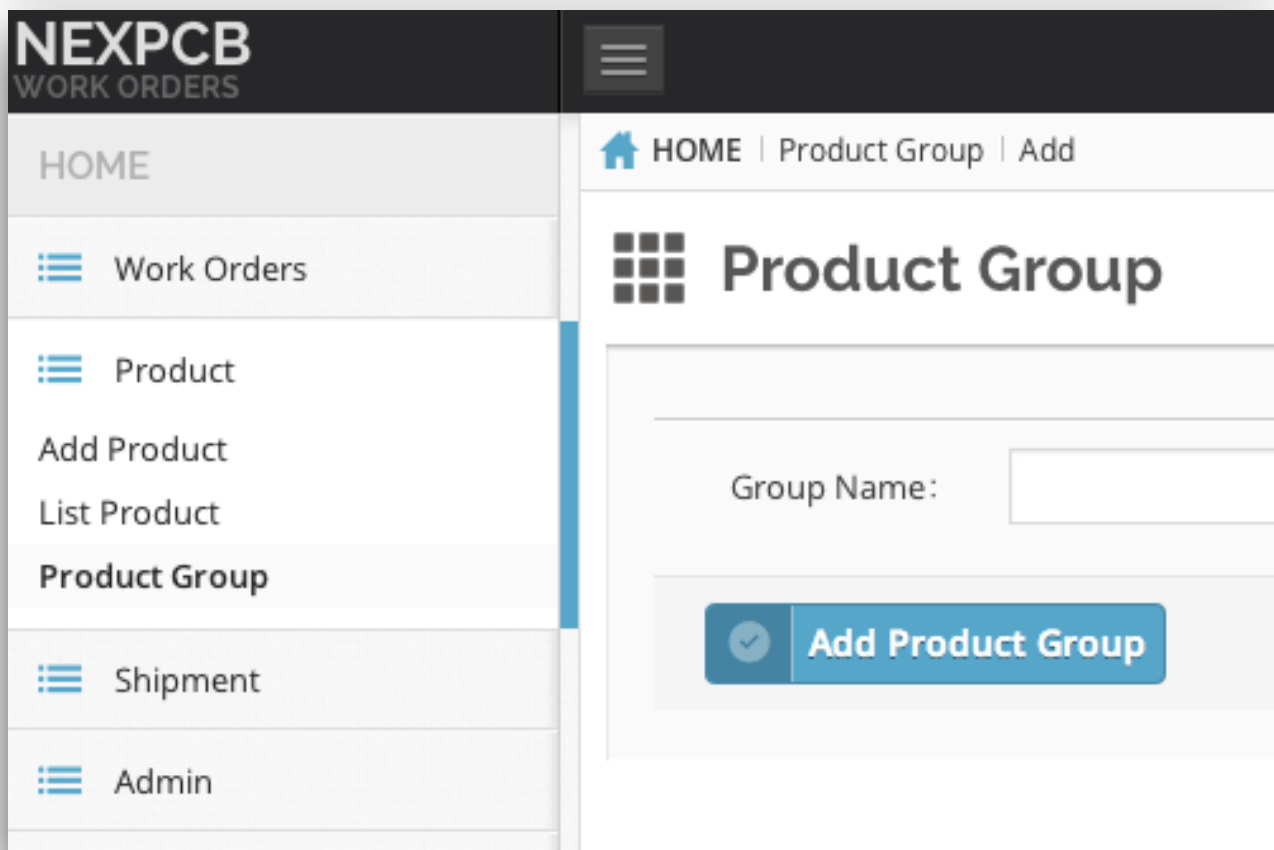 NEXPCB
WORK ORDERS
HOME
Work Orders
Product
Add Product
List Product
Product Group
Shipment
Admin
HOME | Product Group | Add
Product Group
Group Name:
Add Product Group